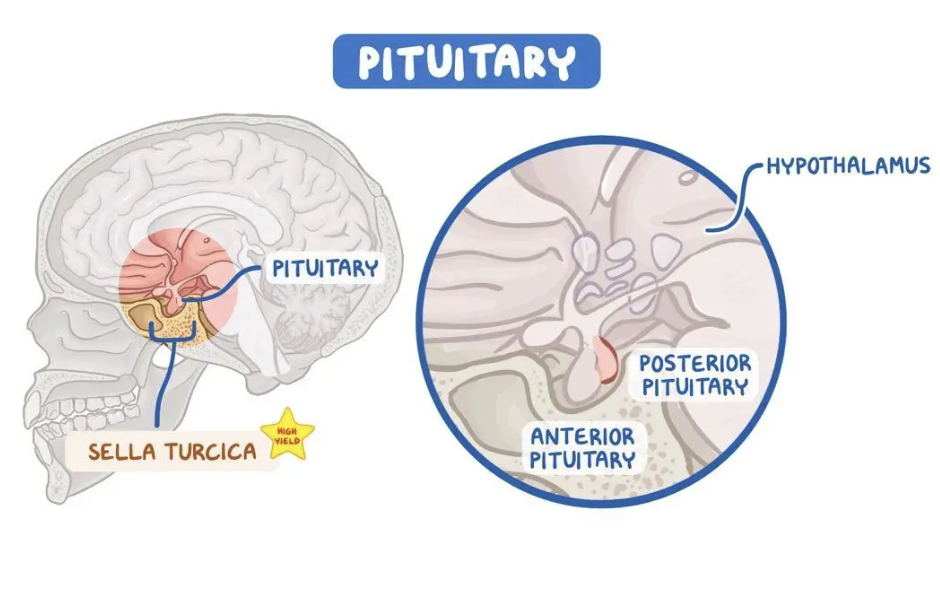 PITUITARY
HYPOTHALAMUS
PITUITARY
POSTERIOR
PITUITARY
ANTERIOR
PITUITARY
SELLA TURCICA
HIGH
YIELD